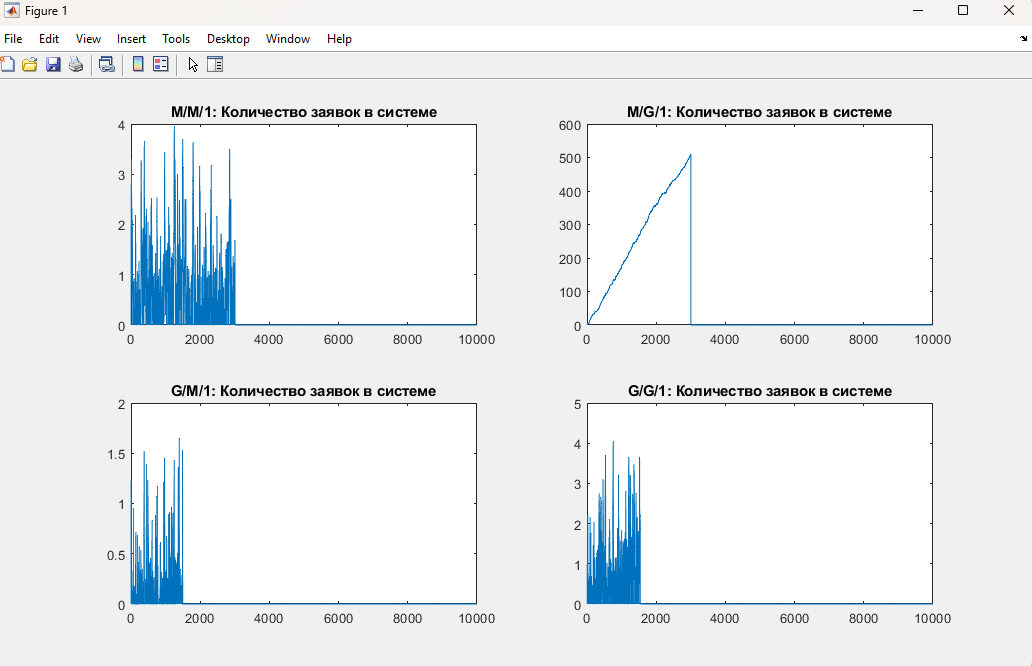 Figure 1
File Edit View Insert Tools Desktop Window Help
M/M/1: Количество заявок в системе
4
3
2
1
0
0 2000 4000 6000 8000 10000
M/G/1: Количество заявок в системе
600
500
400
300
200
100
0
0 2000 4000 6000 8000 10000
G/M/1: Количество заявок в системе
2
1.5
1
0.5
0
0 2000 4000 6000 8000 10000
G/G/1: Количество заявок в системе
5
4
3
2
1
0
0 2000 4000 6000 8000 10000